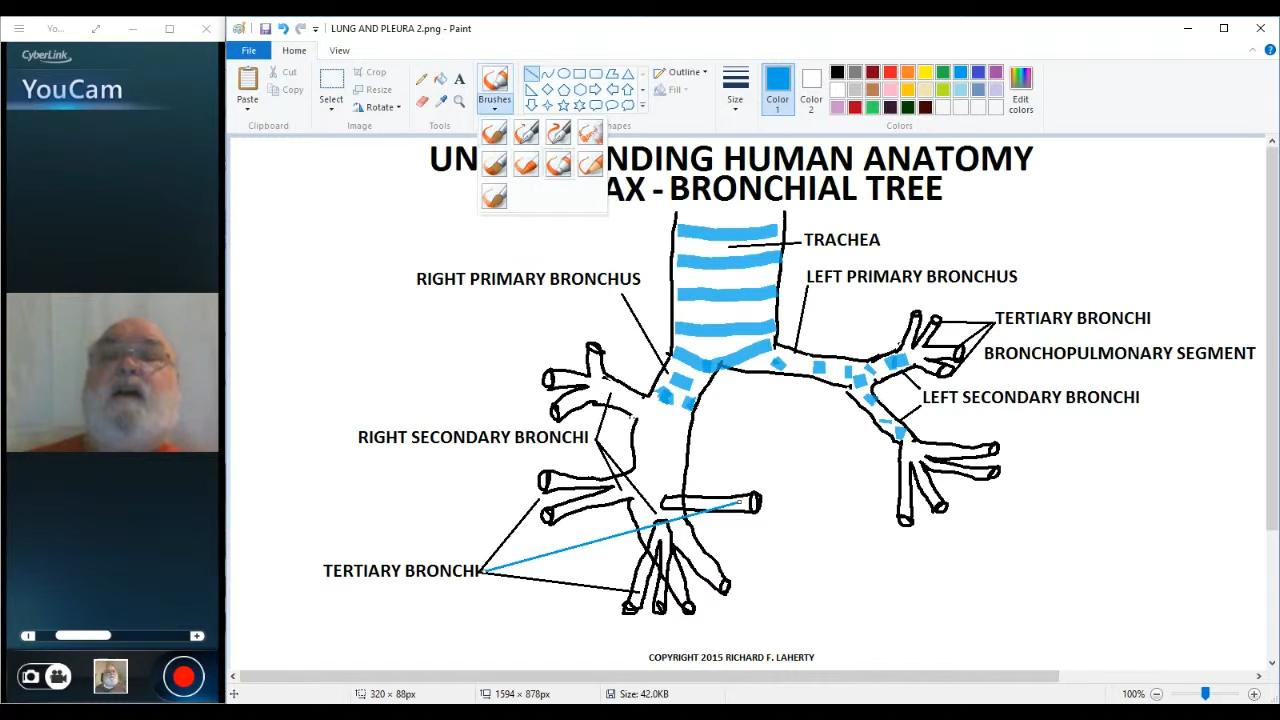 Yo...
CyberLink
YouCam
LUNG AND PLEURA 2.png - Paint
File
Home
View
Paste
Cut
Copy
Clipboard
Select
Crop
Resize
Rotate
Image
A
Tools
Brushes
Outline
Fill
Size
Color
1
Color
2
Edit
colors
Colors
UN NDING HUMAN ANATOMY
AX - BRONCHIAL TREE
TRACHEA
RIGHT PRIMARY BRONCHUS
LEFT PRIMARY BRONCHUS
TERTIARY BRONCHI
BRONCHOPULMONARY SEGMENT
LEFT SECONDARY BRONCHI
RIGHT SECONDARY BRONCHI
TERTIARY BRONCHI
COPYRIGHT 2015 RICHARD F. LAHERTY
320 × 88px
1594 × 878px
Size: 42.0KB
100%